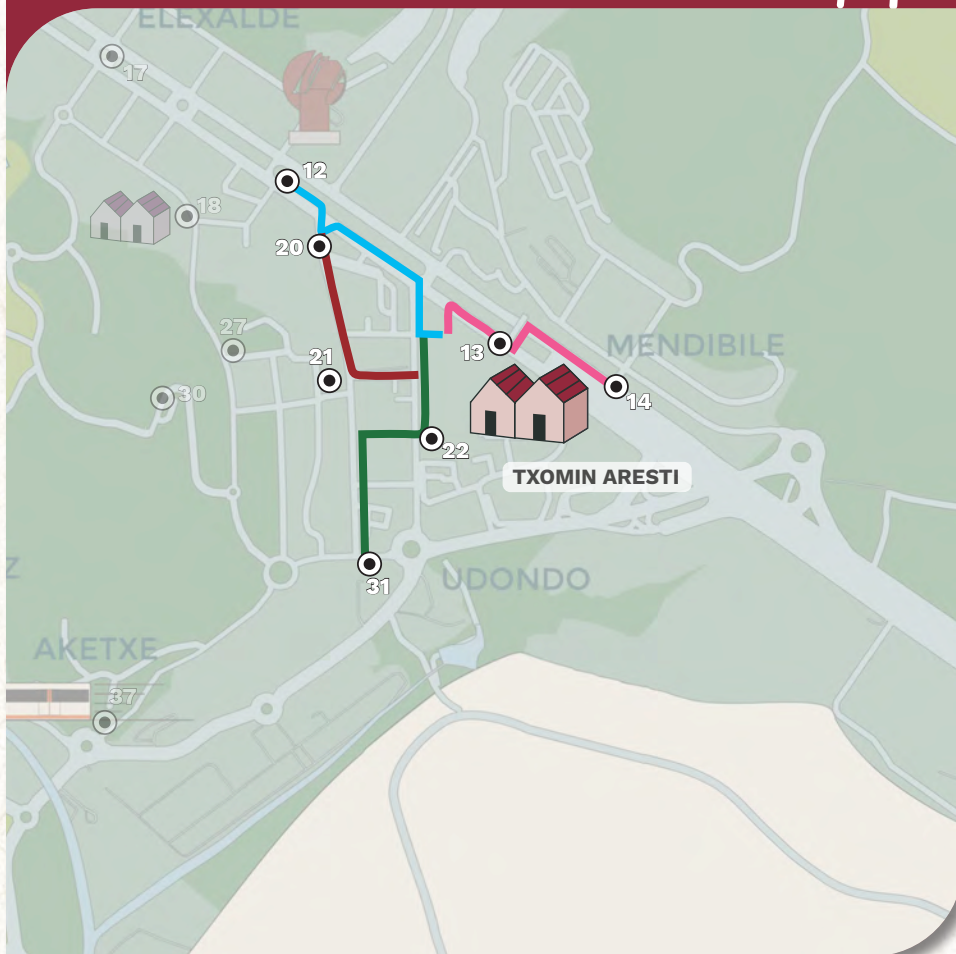 ELEXALDE
17
12
18
20
27
21
13
MENDIBILE
30
14
22
TXOMIN ARESTI
Z
31
UDONDO
AKETXE
37